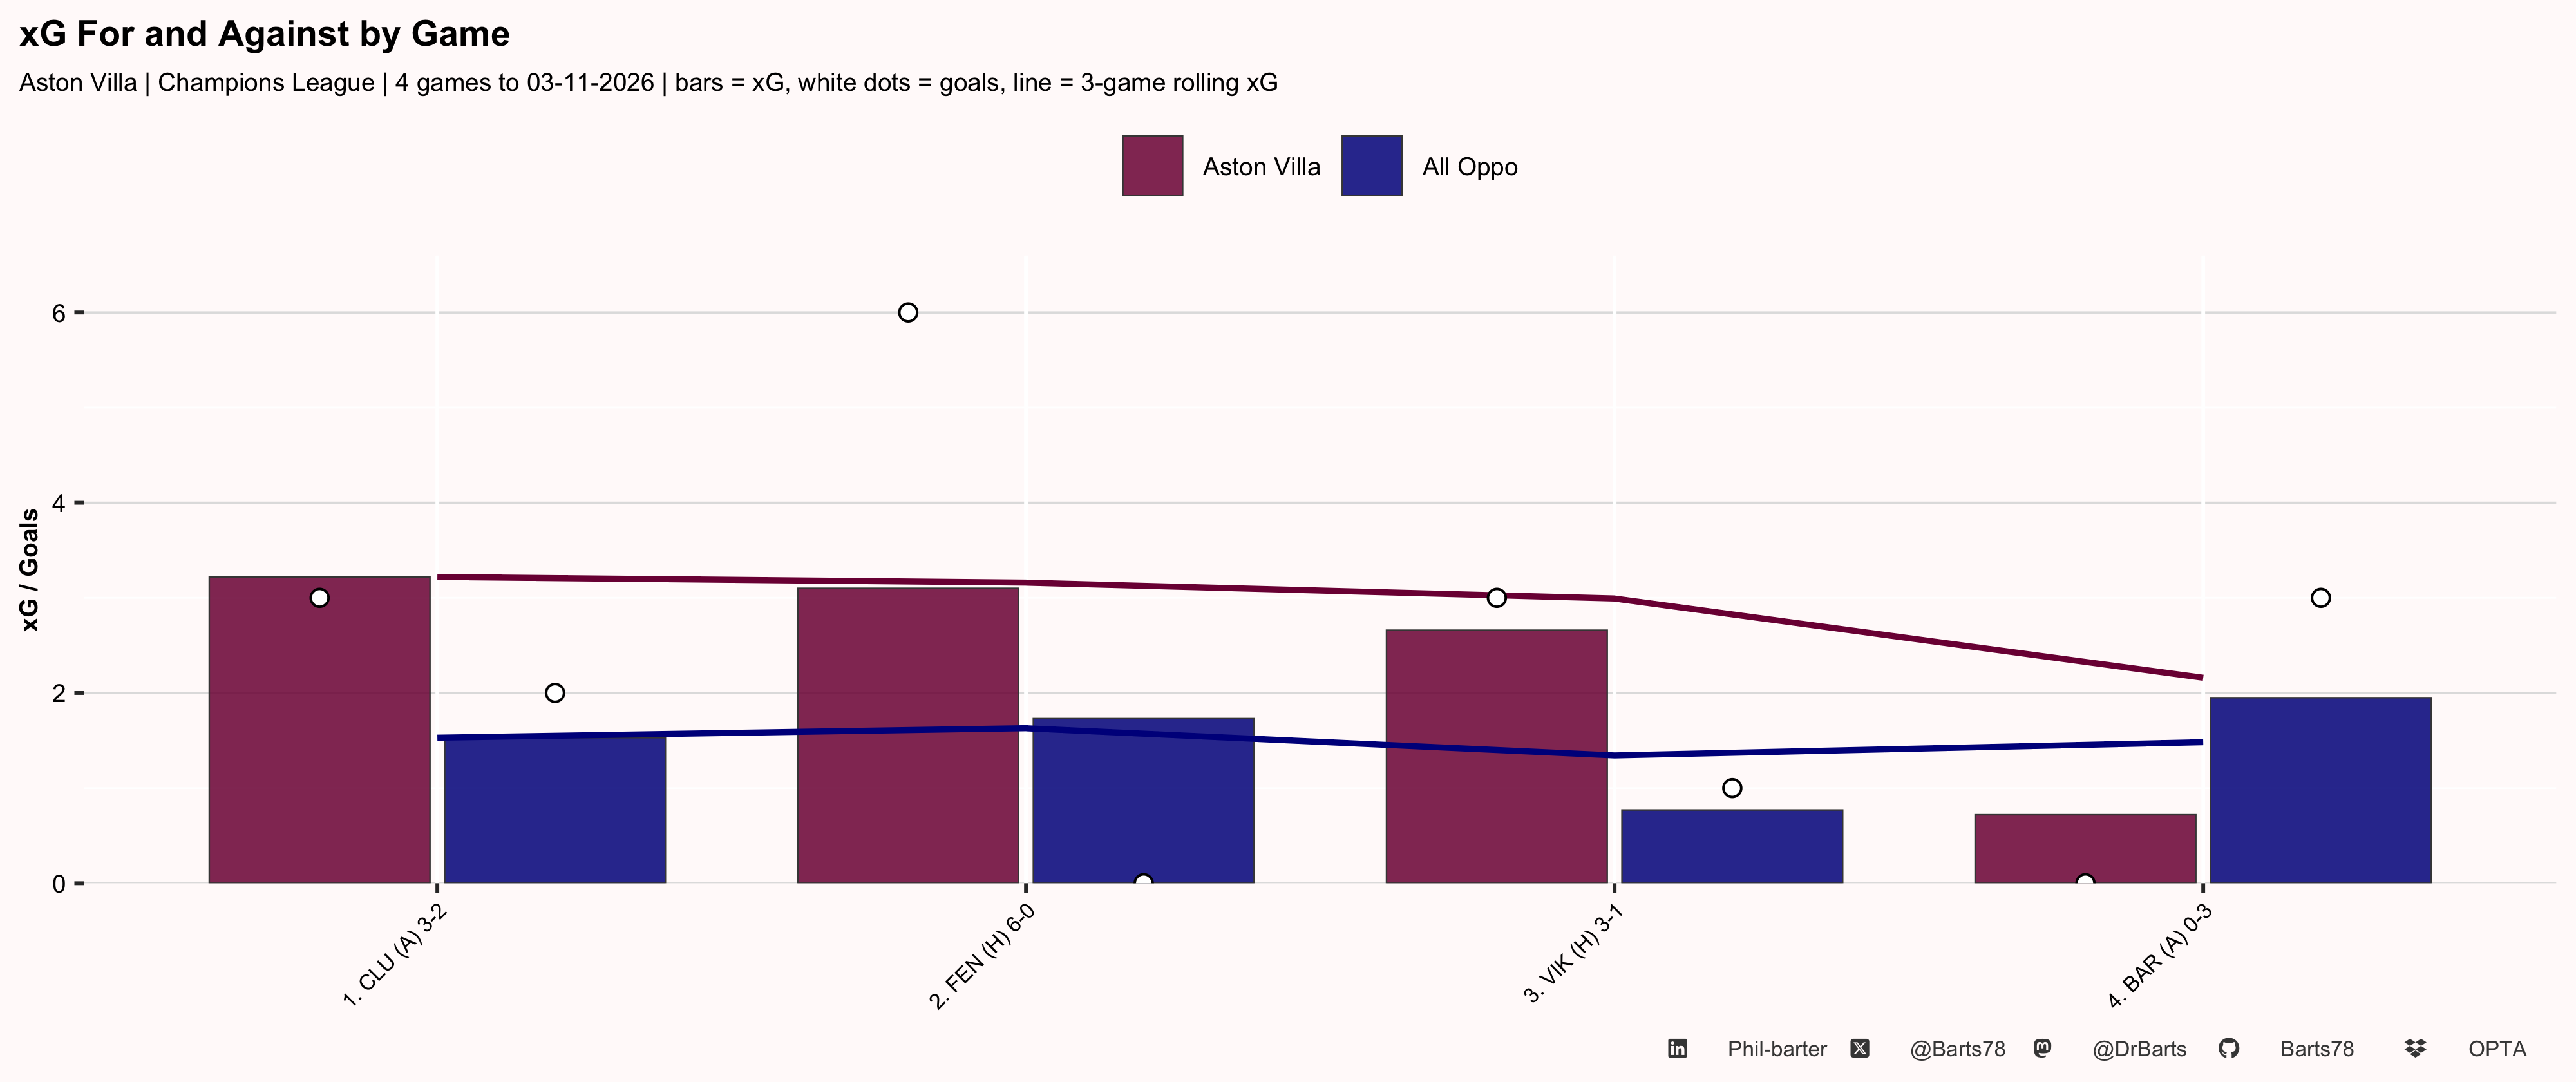 xG For and Against by Game
Aston Villa | Champions League | 4 games to 03-11-2026 | bars = xG, white dots = goals, line = 3-game rolling xG
Aston Villa
All Oppo
xG / Goals
6
4
2
0
1. CLU (A) 3-2
2. FEN (H) 6-0
3. VIK (H) 3-1
4. BAR (A) 0-3
Phil-barter @Barts78 @DrBarts Barts78 OPTA